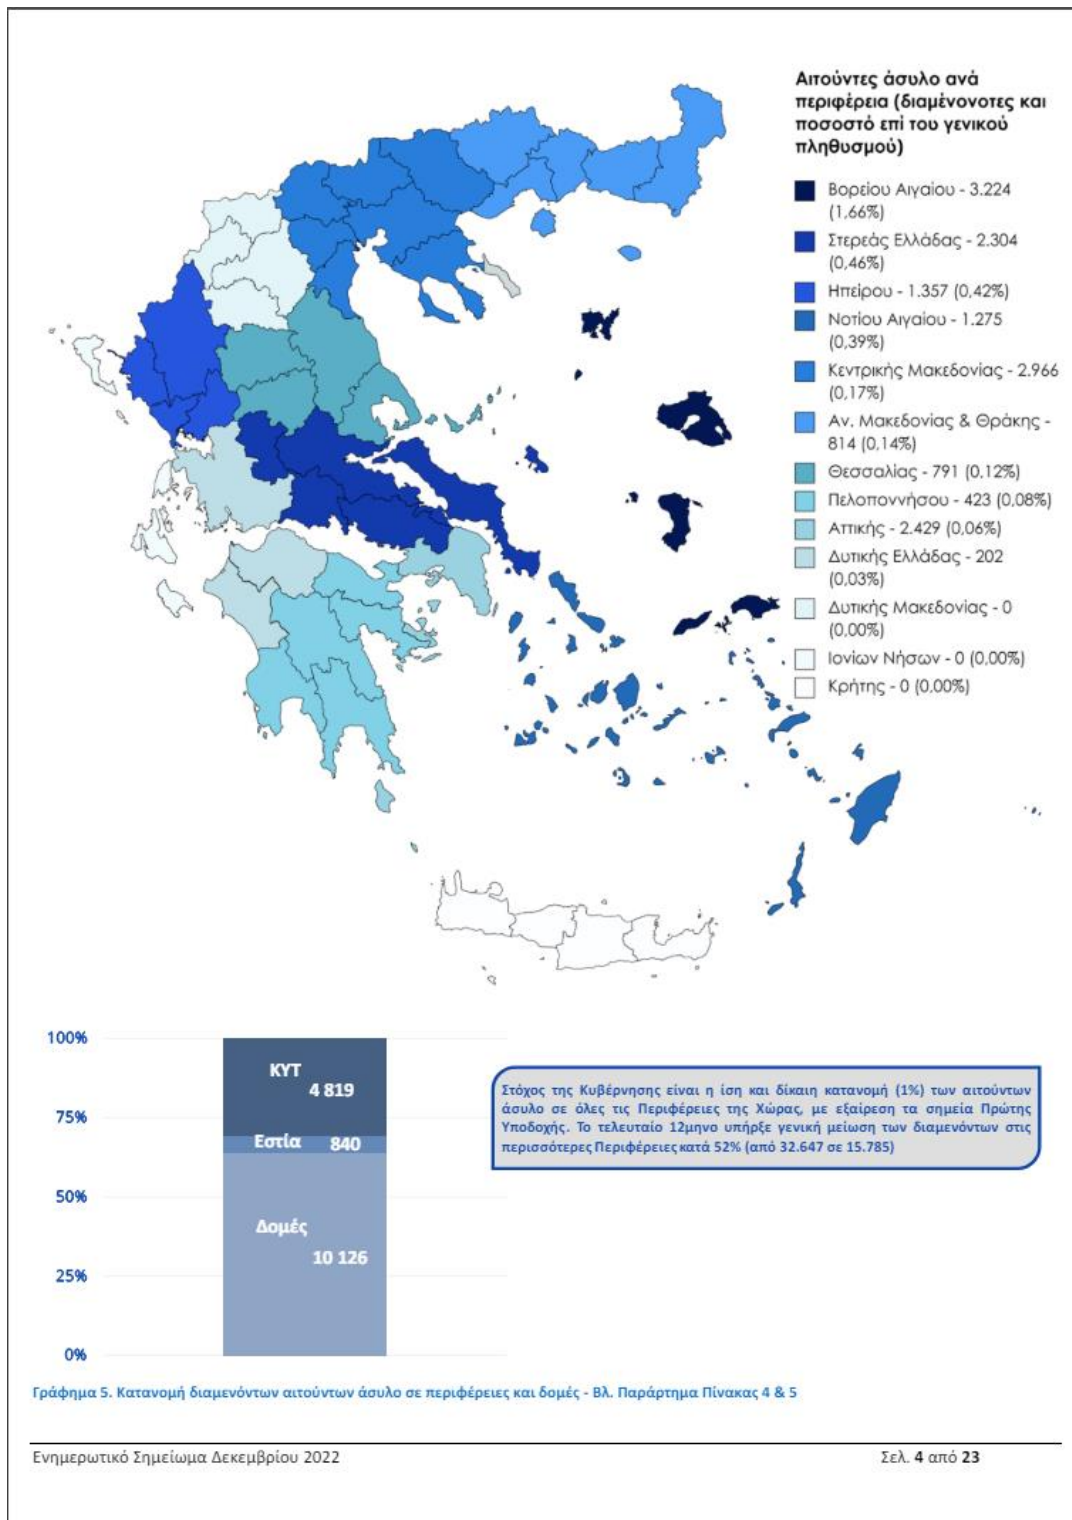 Αιτούντες άσυλο ανά
περιφέρεια (διαμένονοτες και
ποσοστό επί του γενικού
πληθυσμού)
Βορείου Αιγαίου - 3.224
(1,66%)
Στερεάς Ελλάδας - 2.304
(0,46%)
Ηπείρου - 1.357 (0,42%)
Νοτίου Αιγαίου - 1.275
(0,39%)
Κεντρικής Μακεδονίας - 2.966
(0,17%)
Αν. Μακεδονίας & Θράκης -
814 (0,14%)
Θεσσαλίας - 791 (0,12%)
Πελοποννήσου - 423 (0,08%)
Αττικής - 2.429 (0,06%)
Δυτικής Ελλάδας - 202
(0,03%)
Δυτικής Μακεδονίας - 0
(0,00%)
Ιονίων Νήσων - 0 (0,00%)
Κρήτης - 0 (0,00%)
100%
75%
50%
25%
0%
ΚΥΤ
4 819
Εστία 840
Δομές
10 126
Στόχος της Κυβέρνησης είναι η ίση και δίκαιη κατανομή (1%) των αιτούντων
άσυλο σε όλες τις Περιφέρειες της Χώρας, με εξαίρεση τα σημεία Πρώτης
Υποδοχής. Το τελευταίο 12μηνο υπήρξε γενική μείωση των διαμενόντων στις
περισσότερες Περιφέρειες κατά 52% (από 32.647 σε 15.785)
Γράφημα 5. Κατανομή διαμενόντων αιτούντων άσυλο σε περιφέρειες και δομές - Βλ. Παράρτημα Πίνακας 4 & 5
Ενημερωτικό Σημείωμα Δεκεμβρίου 2022
Σελ. 4 από 23